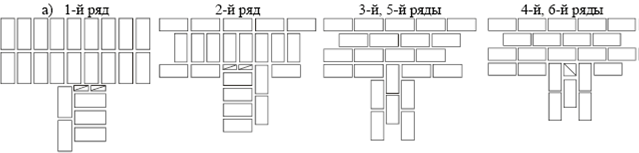 а) 1-й ряд
2-й ряд
3-й, 5-й ряды
4-й, 6-й ряды